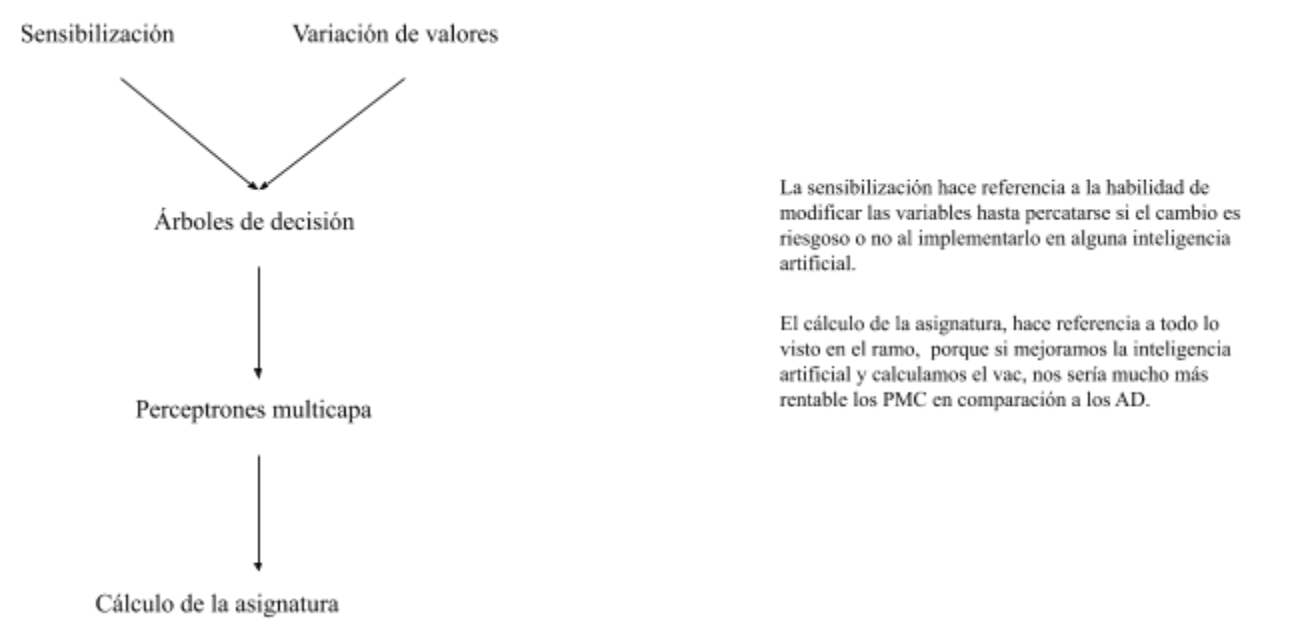 Sensibilización
Variación de valores
Árboles de decisión
Perceptrones multicapa
Cálculo de la asignatura
La sensibilización hace referencia a la habilidad de
modificar las variables hasta percatarse si el cambio es
riesgoso o no al implementarlo en alguna inteligencia
artificial.
El cálculo de la asignatura, hace referencia a todo lo
visto en el ramo, porque si mejoramos la inteligencia
artificial y calculamos el vac, nos sería mucho más
rentable los PMC en comparación a los AD.